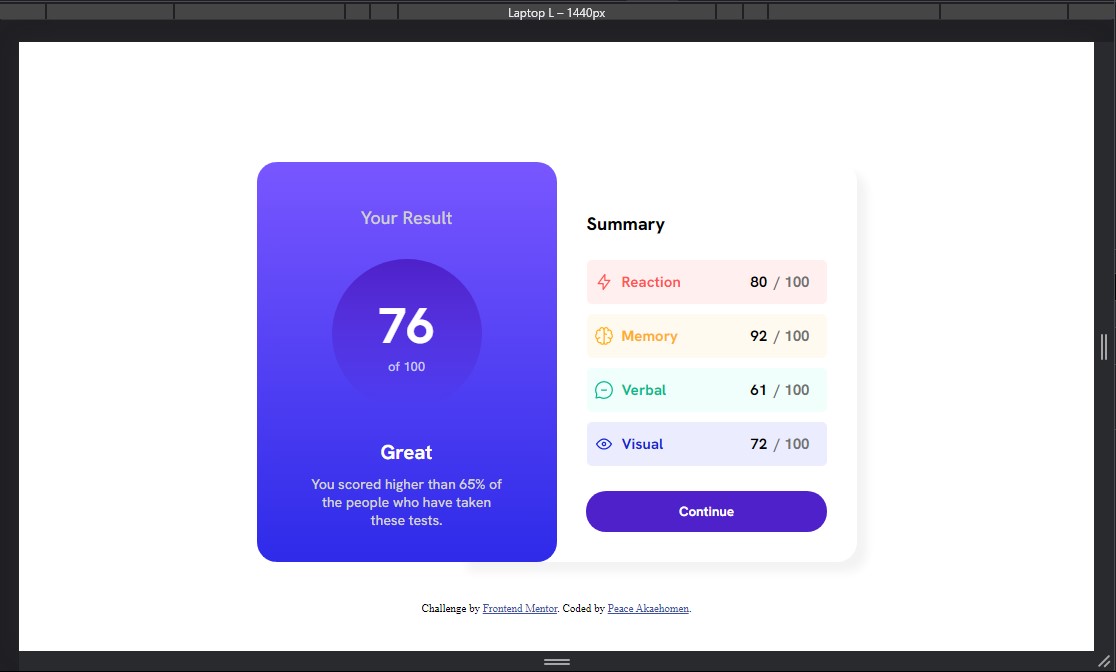 Laptop L – 1440px
Your Result
76
of 100
Great
You scored higher than 65% of
the people who have taken
these tests.
Summary
Reaction 80 / 100
Memory 92 / 100
Verbal 61 / 100
Visual 72 / 100
Continue
Challenge by Frontend Mentor. Coded by Peace Akaehomen.